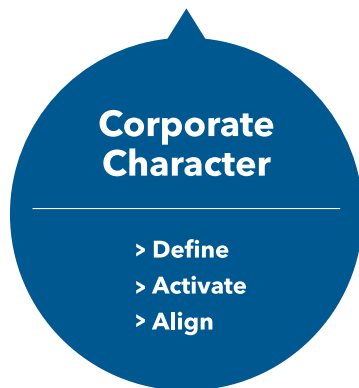 Corporate
Character
> Define
> Activate
> Align